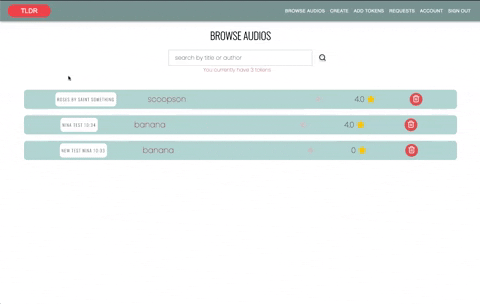 TLDR
BROWSE AUDIOS CREATE ADD TOKENS REQUESTS ACCOUNT SIGN OUT
BROWSE AUDIOS
search by title or author
You currently have 3 tokens
ROSES BY SAINT SOMETHING scoopson 4.0
NINA TEST 10:34 banana 4.0
NEW TEST NINA 10:35 banana 0